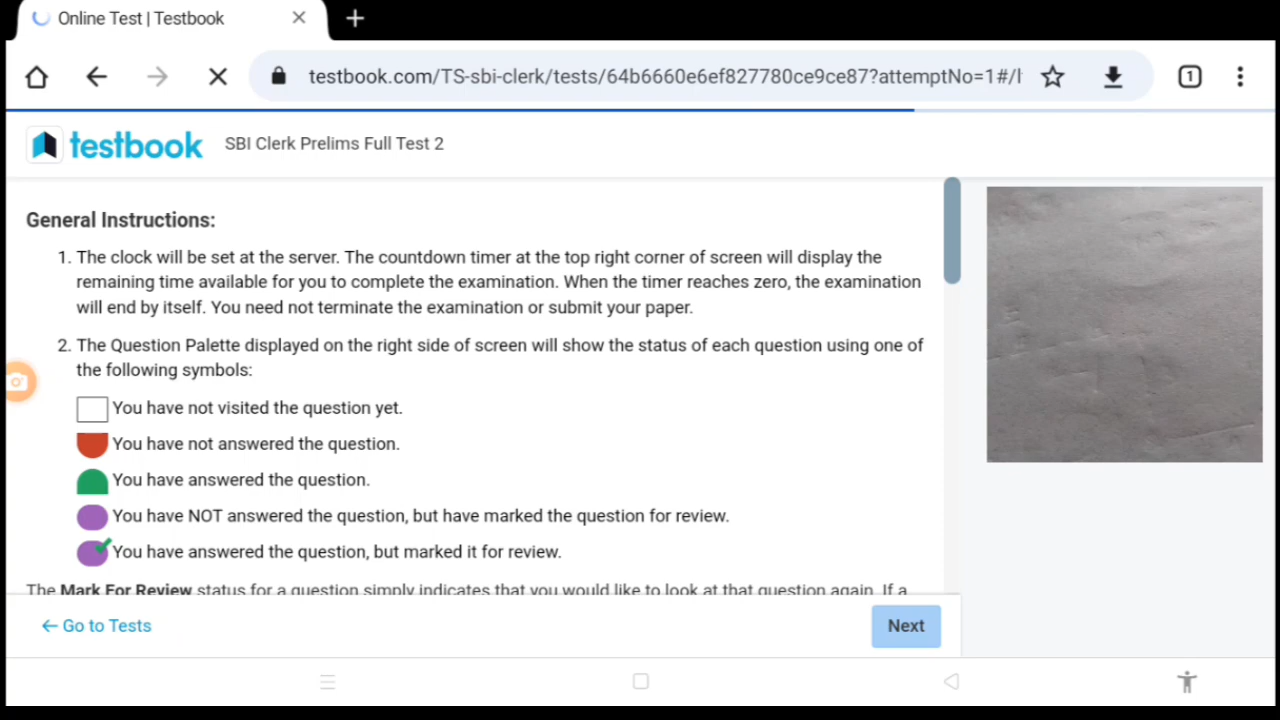 Online Test | Testbook
testbook.com/TS-sbi-clerk/tests/64b6660e6ef827780ce9ce87?attemptNo=1#/l
1
testbook
SBI Clerk Prelims Full Test 2
General Instructions:
1. The clock will be set at the server. The countdown timer at the top right corner of screen will display the
remaining time available for you to complete the examination. When the timer reaches zero, the examination
will end by itself. You need not terminate the examination or submit your paper.
2. The Question Palette displayed on the right side of screen will show the status of each question using one of
the following symbols:
You have not visited the question yet.
You have not answered the question.
You have answered the question.
You have NOT answered the question, but have marked the question for review.
You have answered the question, but marked it for review.
The Mark For Review status for a question simply indicates that you would like to look at that question again. If a
← Go to Tests
Next